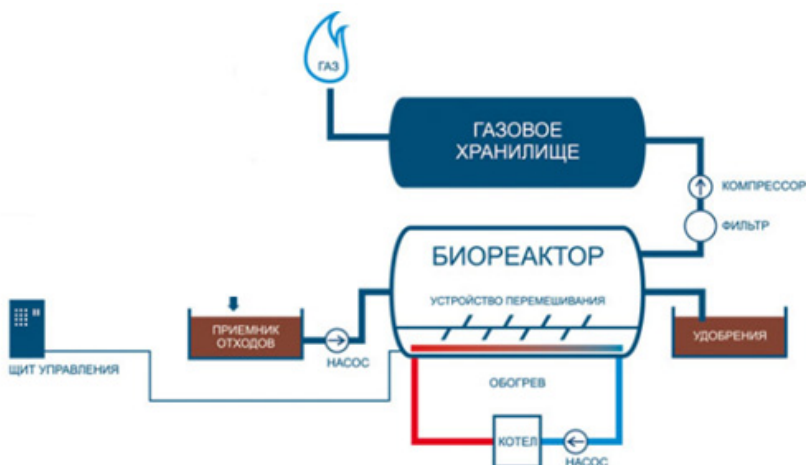 ГАЗ
ГАЗОВОЕ
ХРАНИЛИЩЕ
КОМПРЕССОР
ФИЛЬТР
БИОРЕАКТОР
УСТРОЙСТВО ПЕРЕМЕШИВАНИЯ
ПРИЕМНИК
ОТХОДОВ
НАСОС
УДОБРЕНИЯ
ЩИТ УПРАВЛЕНИЯ
ОБОГРЕВ
КОТЕЛ
НАСОС